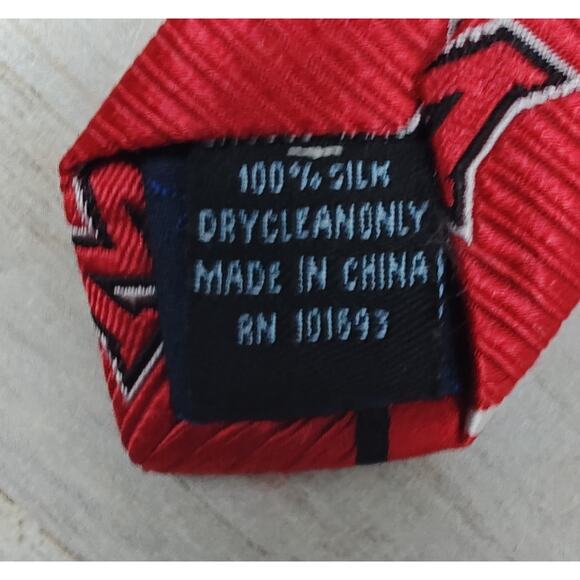 100% SILK
DRYCLEANONLY
MADE IN CHINA
RN 101693